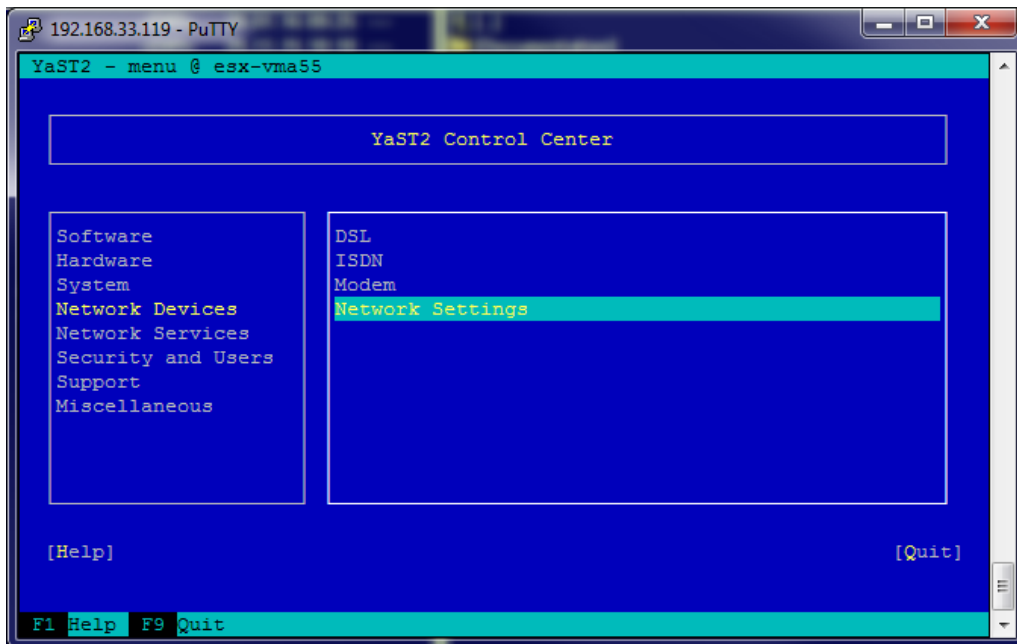 192.168.33.119 - PuTTY
YaST2 - menu @ esx-vma55
YaST2 Control Center
Software
Hardware
System
Network Devices
Network Services
Security and Users
Support
Miscellaneous
DSL
ISDN
Modem
Network Settings
[Help] [Quit]
F1 Help F9 Quit